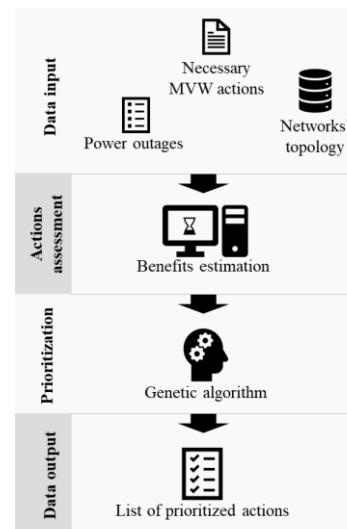 Data input
Necessary
MVW actions
Power outages
Networks'
topology
Actions
assessment
Benefits estimation
Prioritization
Genetic algorithm
Data output
List of prioritized actions